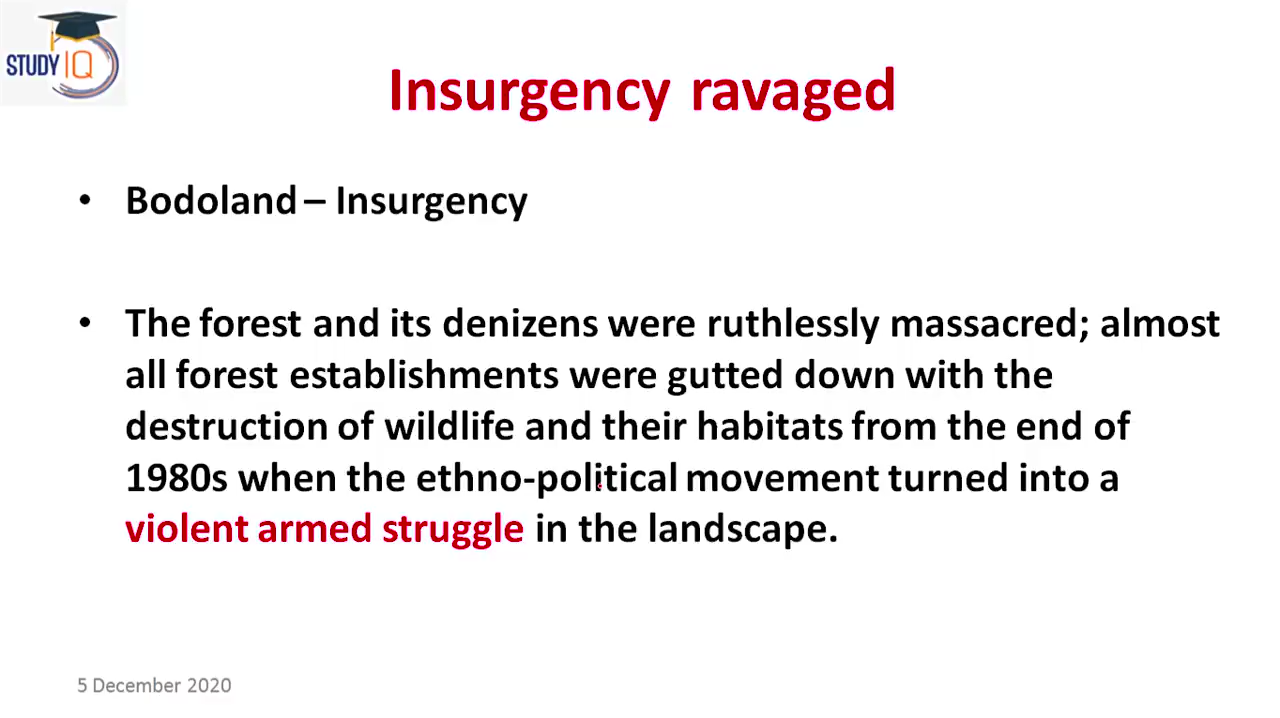 STUDY IQ
Insurgency ravaged
• Bodoland – Insurgency
• The forest and its denizens were ruthlessly massacred; almost
all forest establishments were gutted down with the
destruction of wildlife and their habitats from the end of
1980s when the ethno-political movement turned into a
violent armed struggle in the landscape.
5 December 2020